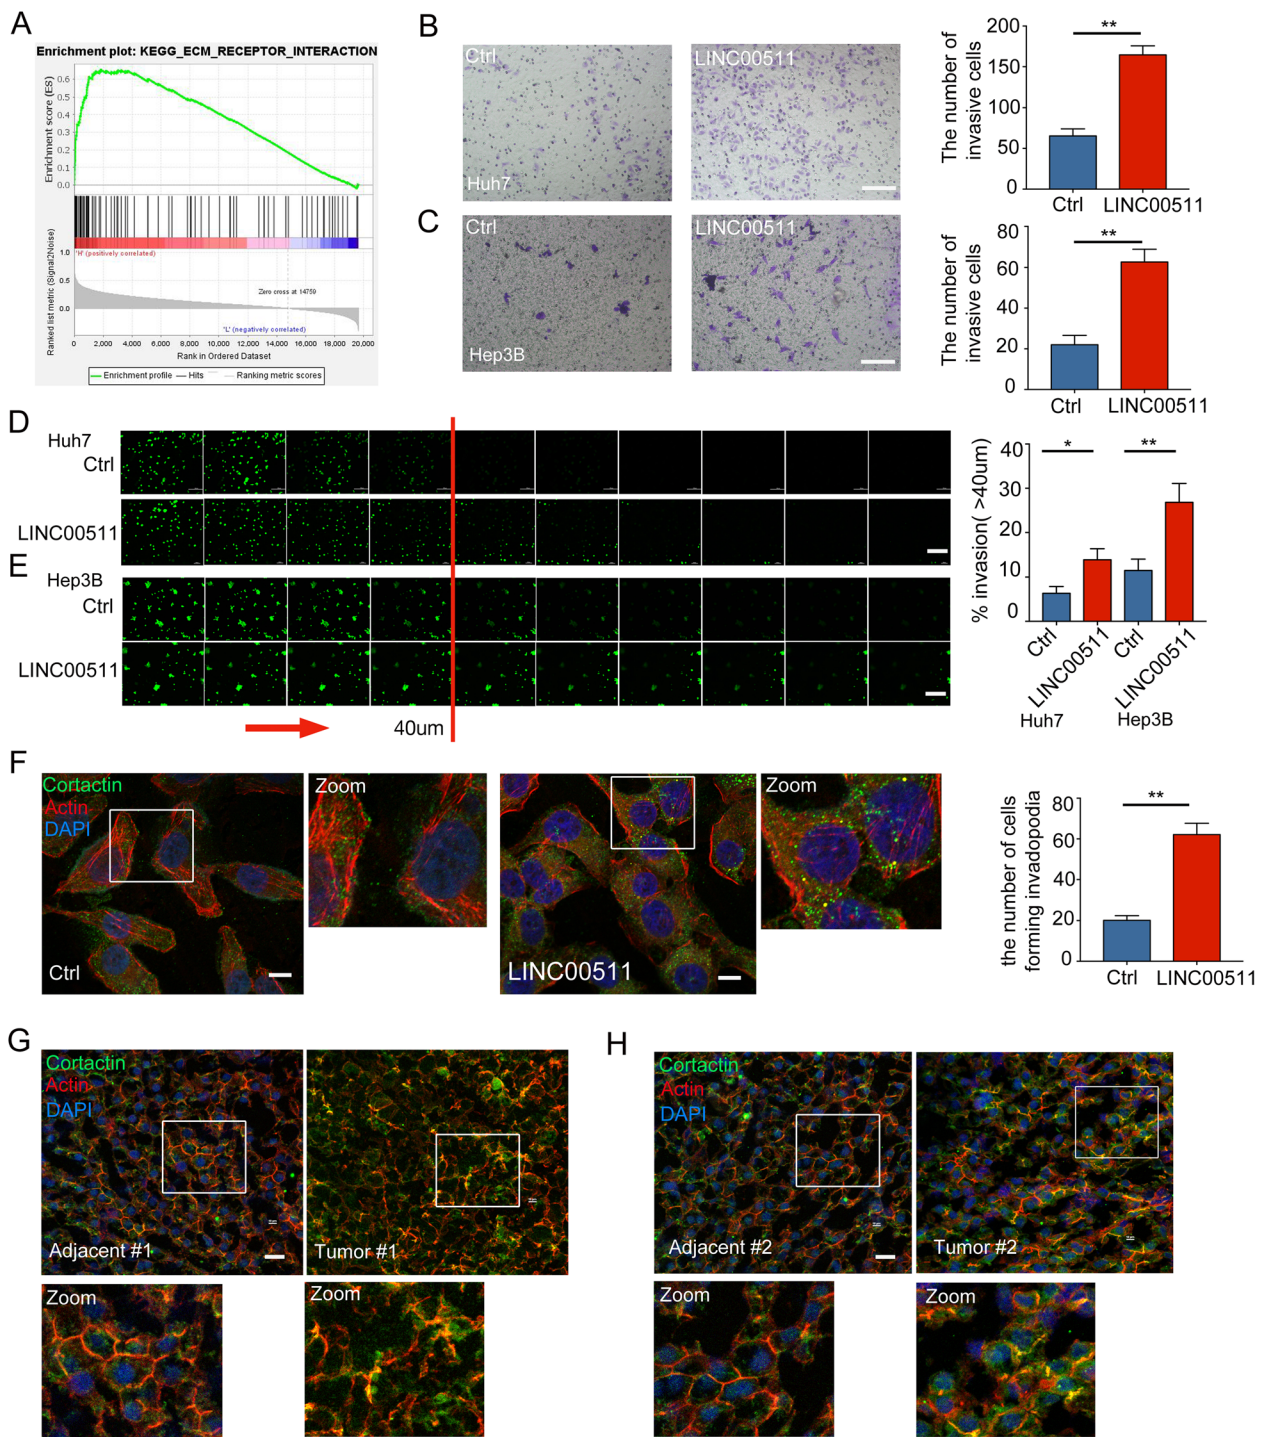 A
Enrichment plot: KEGG_ECM_RECEPTOR_INTERACTION
Enrichment score (ES)
0.6
0.5
0.4
0.3
0.2
0.1
0.0
Ranked list metric (Signal2Noise)
1.0
0.5
0.0
'H' (positively correlated)
Zero cross at 14759
'L' (negatively correlated)
0 2,000 4,000 6,000 8,000 10,000 12,000 14,000 16,000 18,000 20,000
Rank in Ordered Dataset
Enrichment profile Hits Ranking metric scores
B
Ctrl
Huh7
LINC00511
The number of
invasive cells
200
150
100
50
0
**
Ctrl LINC00511
C
Ctrl
Hep3B
LINC00511
The number of
invasive cells
80
60
40
20
0
**
Ctrl LINC00511
D
Huh7
Ctrl
LINC00511
E
Hep3B
Ctrl
LINC00511
40um
% invasion( >40um)
40
30
20
10
0
* **
Ctrl LINC00511 Ctrl LINC00511
Huh7 Hep3B
F
Cortactin
Actin
DAPI
Ctrl
Zoom
LINC00511
Zoom
the number of cells
forming invadopodia
80
60
40
20
0
**
Ctrl LINC00511
G
Cortactin
Actin
DAPI
Adjacent #1
Tumor #1
Zoom
Zoom
H
Cortactin
Actin
DAPI
Adjacent #2
Tumor #2
Zoom
Zoom